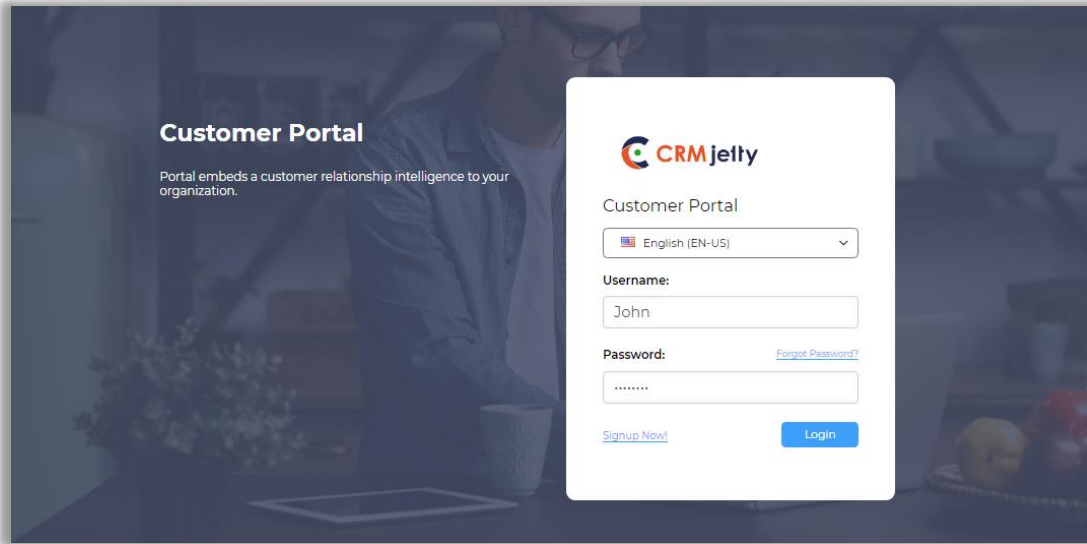 Customer Portal
Portal embeds a customer relationship intelligence to your
organization.
CRMjetty
Customer Portal
English (EN-US)
Username:
John
Password:
Forgot Password?
........
Signup Now!
Login